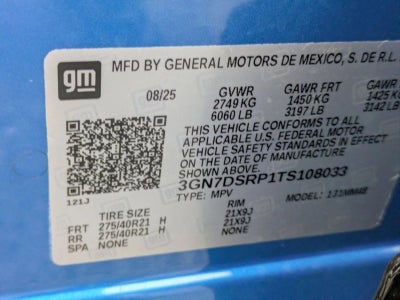 gm
MFD BY GENERAL MOTORS DE MEXICO, S. DE R.L.
08/25 GVWR GAWR FRT GAWR
2749 KG 1450 KG 1425 KG
6060 LB 3197 LB 3142 LB
THIS VEHICLE CONFORMS TO ALL
APPLICABLE U.S. FEDERAL MOTOR
VEHICLE SAFETY
IN EFFECT ON THE DATE OF
MANUFACTURE SHOWN ABOVE
3GN7DSRP1TS108033
TYPE: MPV MODEL:
121J
TIRE SIZE RIM
FRT 275/40R21 H 21X9J
RR 275/40R21 H 21X9J
SPA NONE NONE